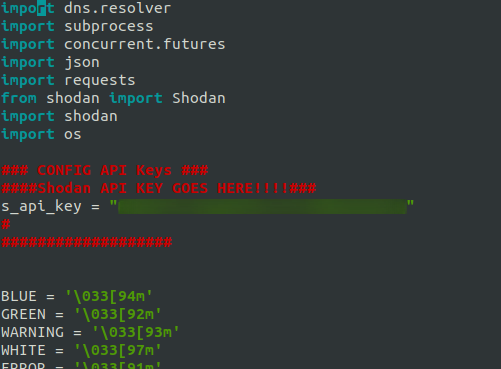 import dns.resolver
import subprocess
import concurrent.futures
import json
import requests
from shodan import Shodan
import shodan
import os
### CONFIG API Keys ###
####Shodan API KEY GOES HERE!!!!###
s_api_key = ""
#
###################
BLUE = '\033[94m'
GREEN = '\033[92m'
WARNING = '\033[93m'
WHITE = '\033[97m'
ERROR = '\033[91m'